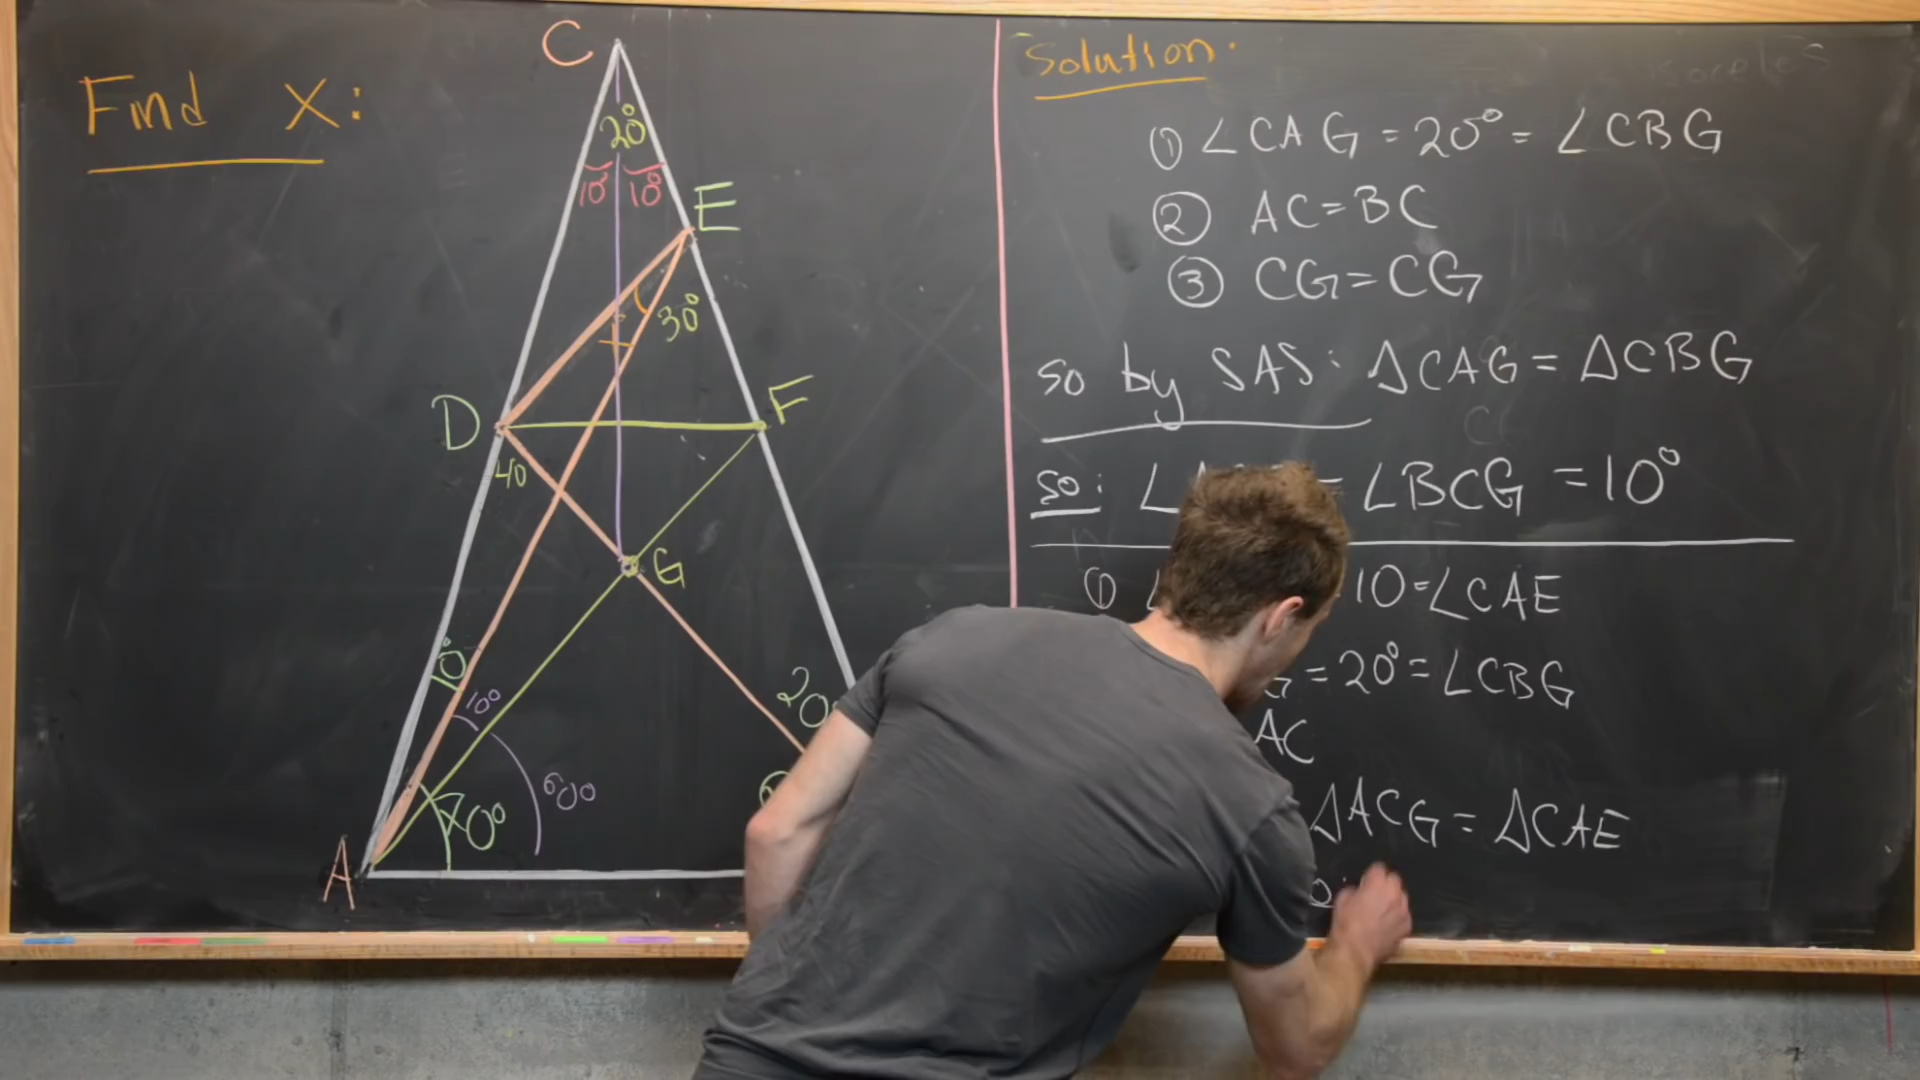 Find x:
C
20°
10° 10°
E
30°
D
F
40
G
10°
10°
20
60°
70°
A
Solution.
① ∠CAG = 20° = ∠CBG
② AC = BC
③ CG = CG
so by SAS: ΔCAG = ΔCBG
so: ∠ = ∠BCG = 10°
① ∠ 10 = ∠CAE
G = 20° = ∠CBG
AC
ΔACG = ΔCAE